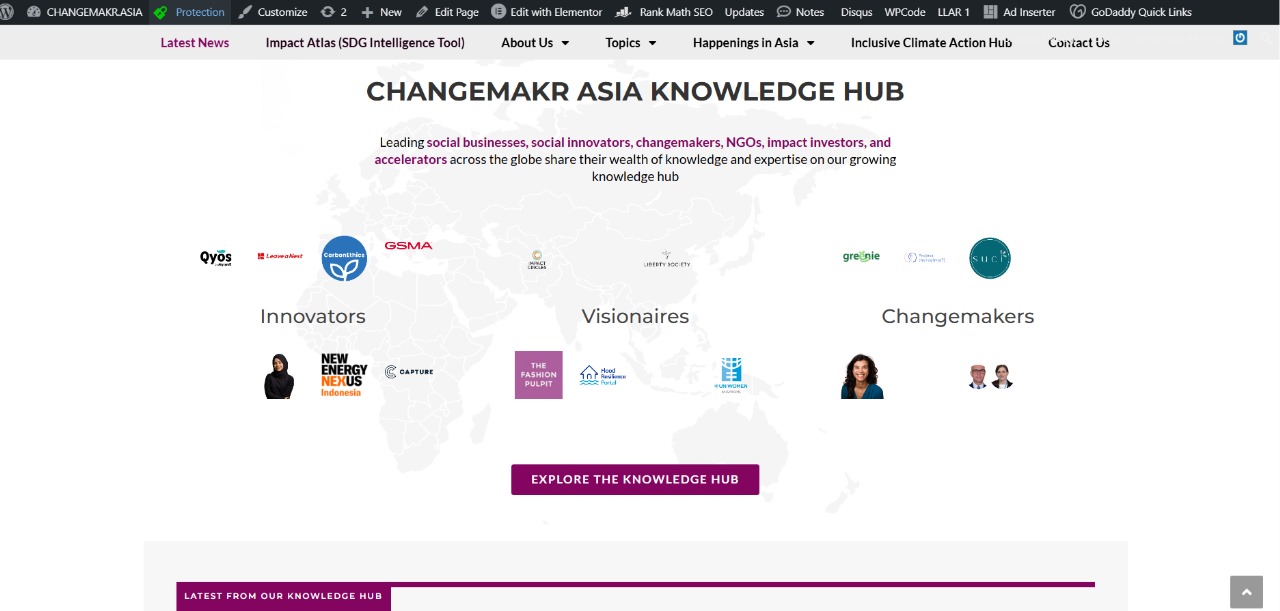 CHANGEMAKR.ASIA Protection Customize 2 New Edit Page Edit with Elementor Rank Math SEO Updates Notes Disqus WPCode LLAR 1 Ad Inserter GoDaddy Quick Links
Latest News Impact Atlas (SDG Intelligence Tool) About Us Topics Happenings in Asia Inclusive Climate Action Hub Contact Us
CHANGEMAKR ASIA KNOWLEDGE HUB
Leading social businesses, social innovators, changemakers, NGOs, impact investors, and
accelerators across the globe share their wealth of knowledge and expertise on our growing
knowledge hub
Qyos
Leave a Nest
CarbonEthics
GSMA
IMPACT
CIRCLES
LIBERTY SOCIETY
greenie
suci
Innovators Visionaires Changemakers
NEW
ENERGY
NEXUS
Indonesia
CAPTURE
THE
FASHION
PULPIT
Flood
Resilience
Portal
UN WOMEN
EXPLORE THE KNOWLEDGE HUB
LATEST FROM OUR KNOWLEDGE HUB